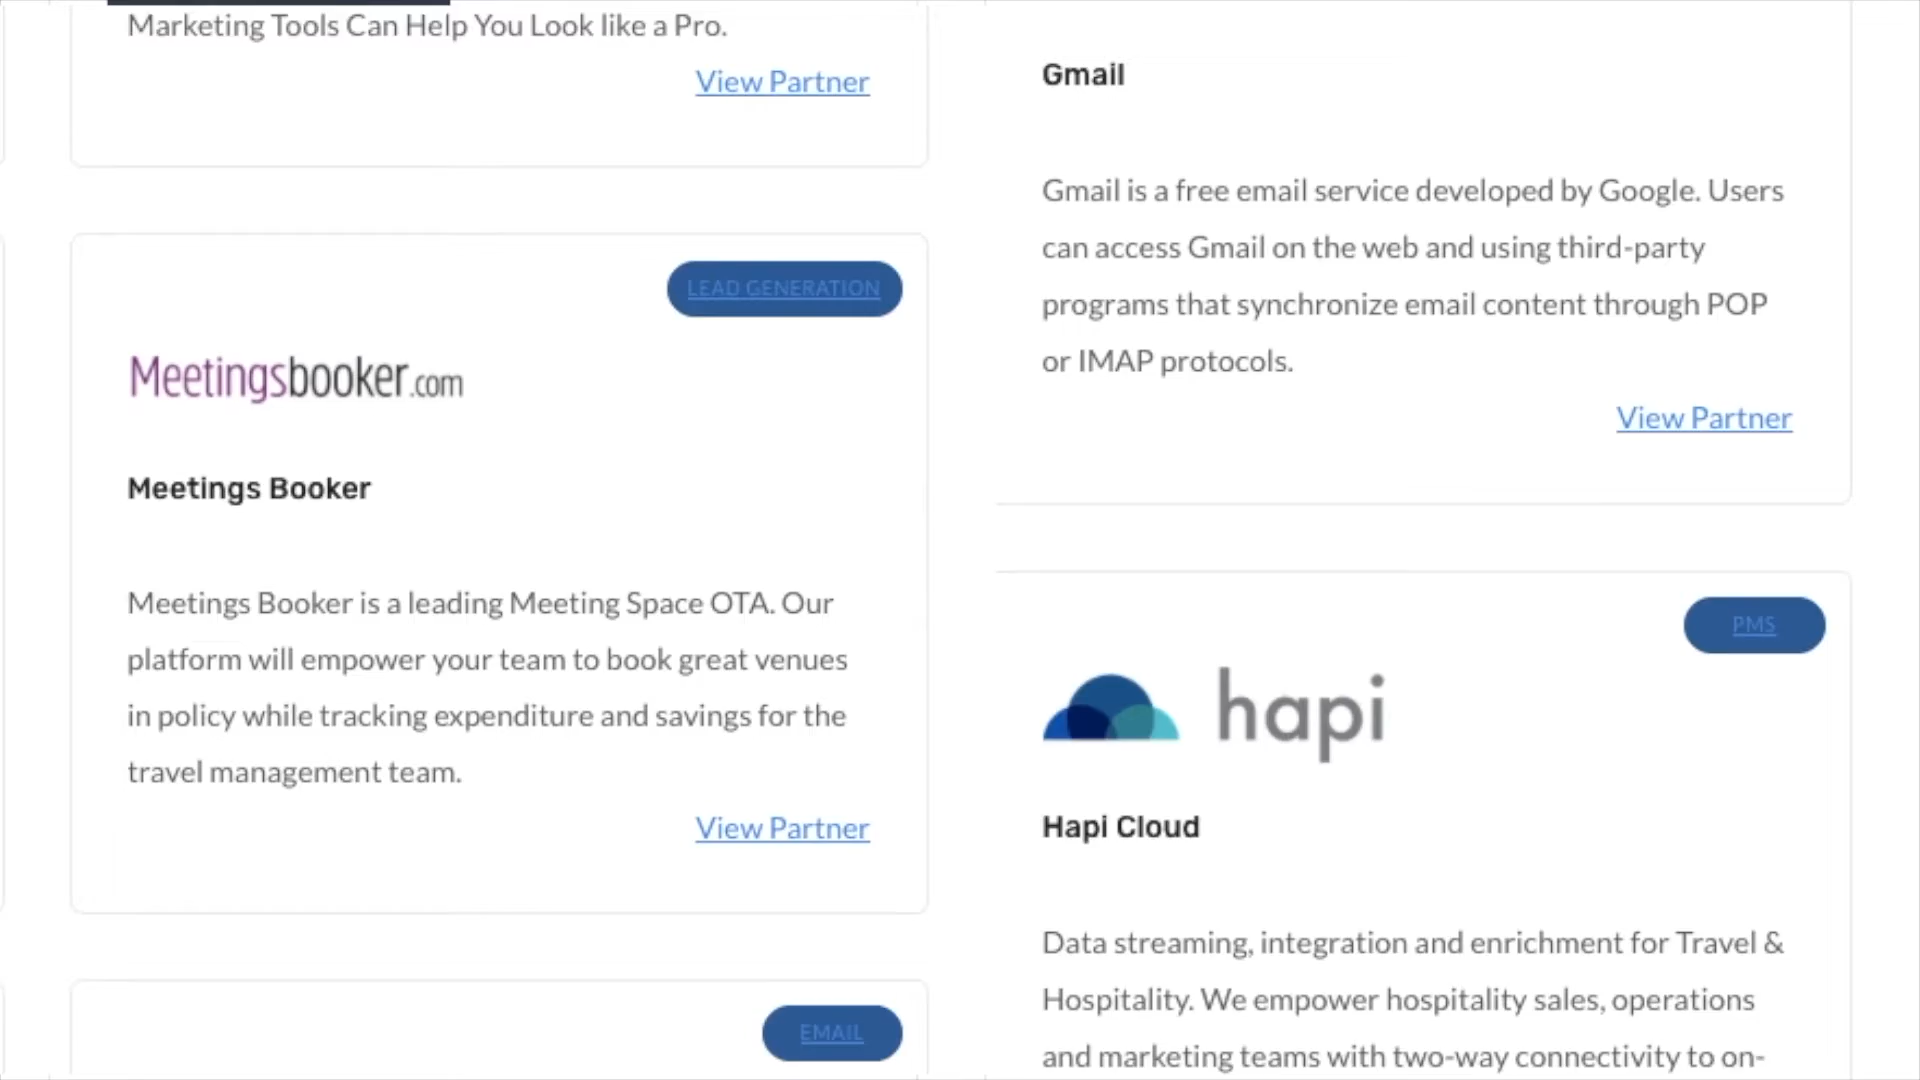 Marketing Tools Can Help You Look like a Pro.
View Partner
LEAD GENERATION
Meetingsbooker.com
Meetings Booker
Meetings Booker is a leading Meeting Space OTA. Our
platform will empower your team to book great venues
in policy while tracking expenditure and savings for the
travel management team.
View Partner
EMAIL
Gmail
Gmail is a free email service developed by Google. Users
can access Gmail on the web and using third-party
programs that synchronize email content through POP
or IMAP protocols.
View Partner
PMS
hapi
Hapi Cloud
Data streaming, integration and enrichment for Travel &
Hospitality. We empower hospitality sales, operations
and marketing teams with two-way connectivity to on-